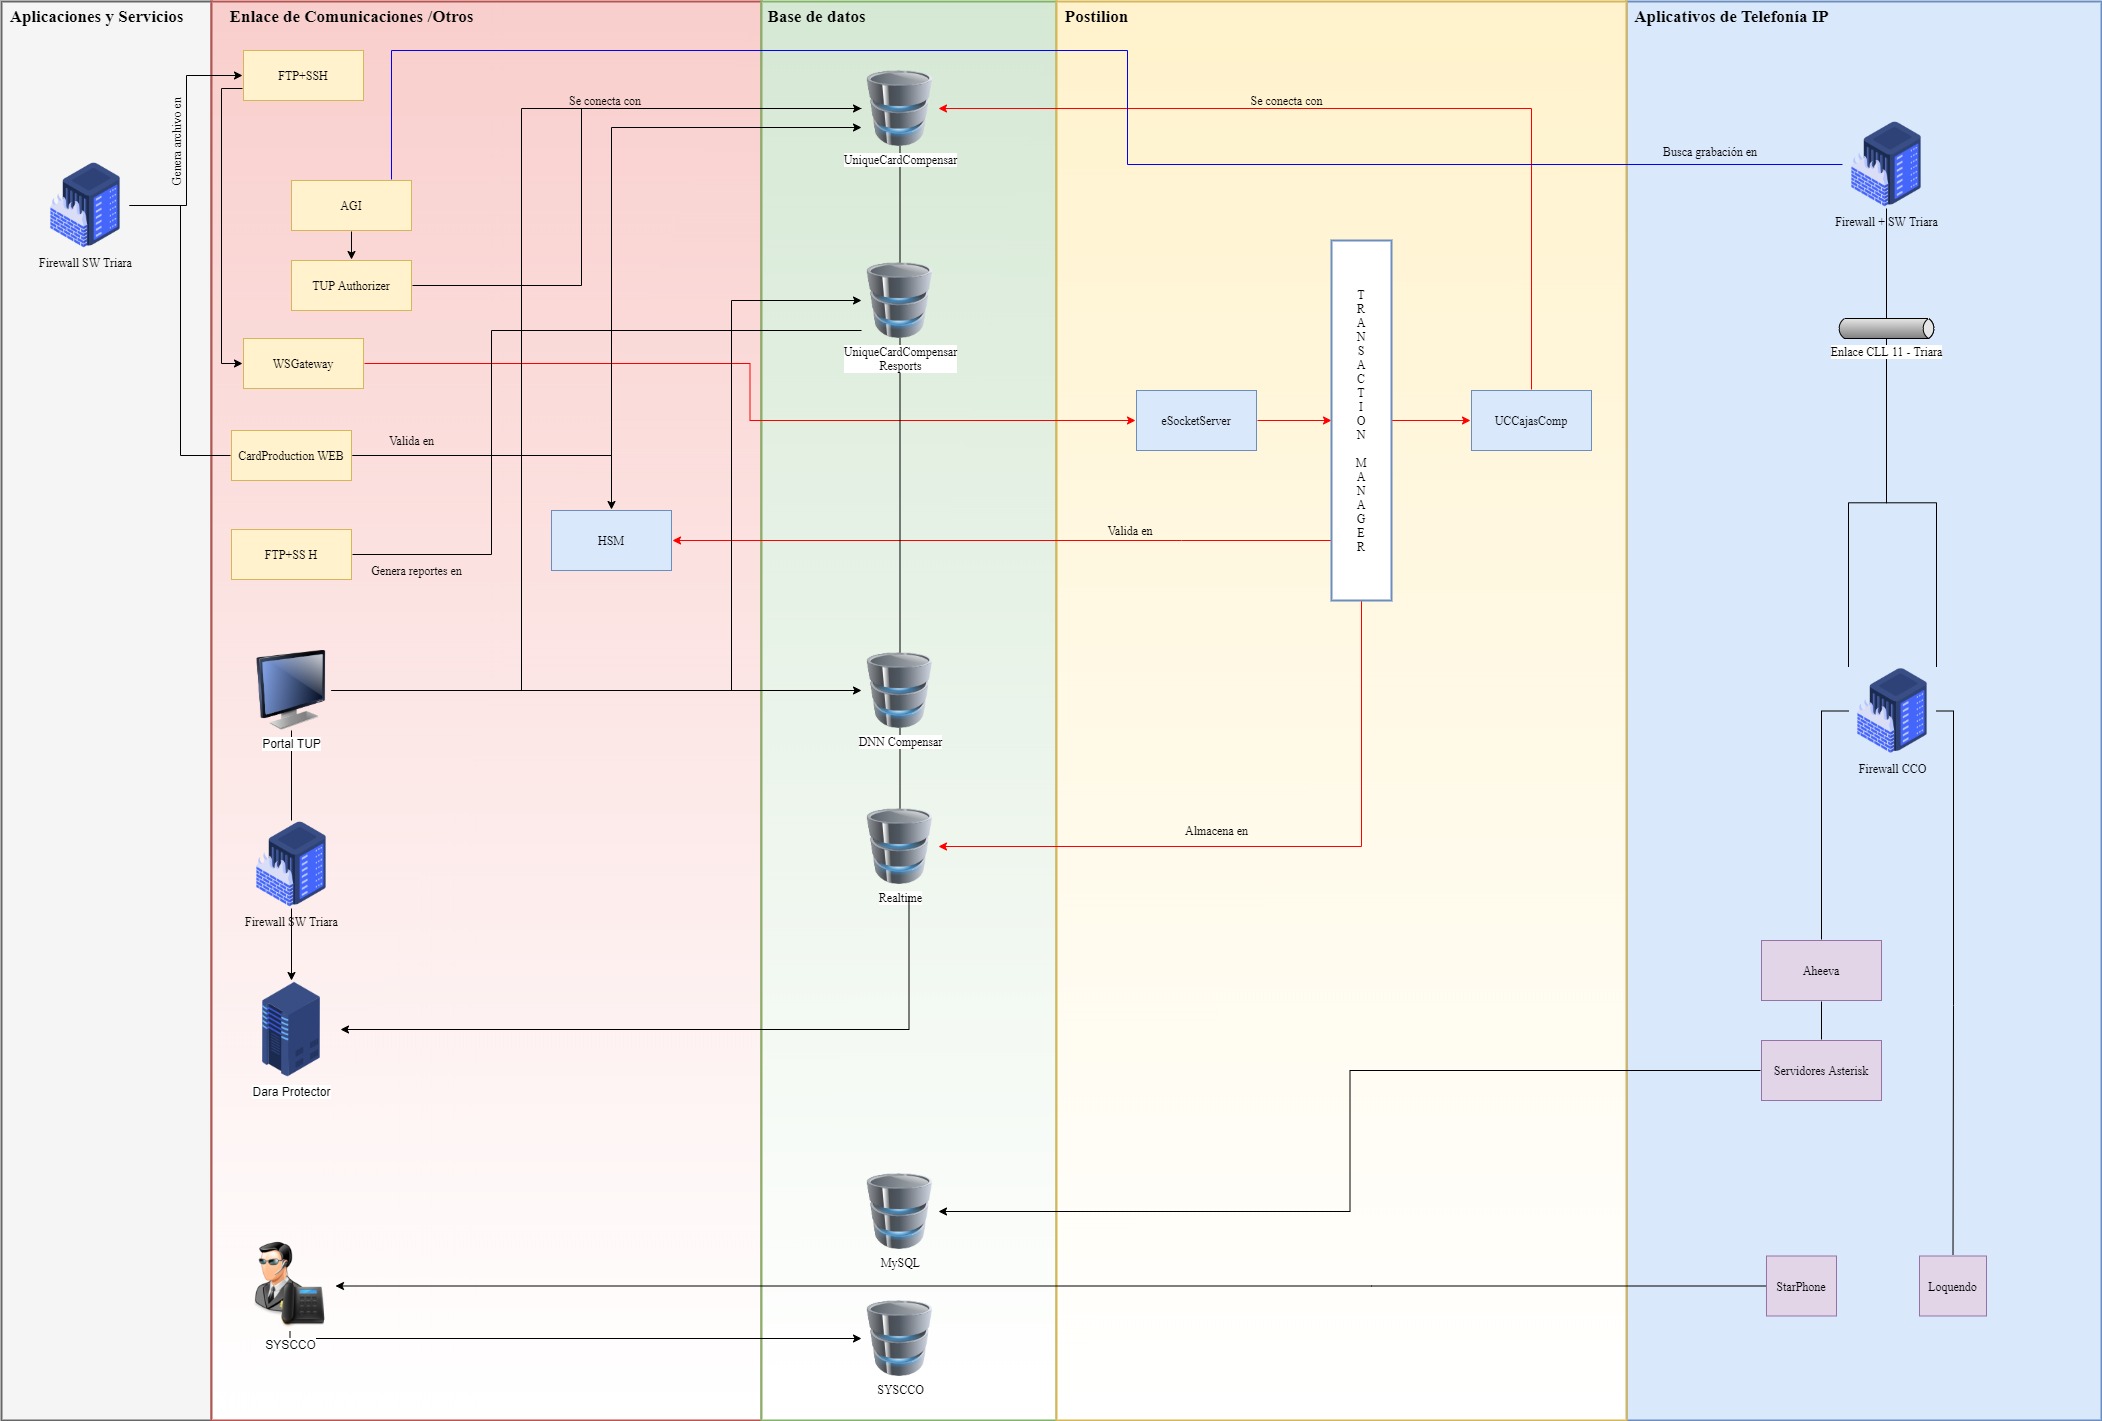 Aplicaciones y Servicios
Enlace de Comunicaciones /Otros
Base de datos
Postilion
Aplicativos de Telefonía IP
FTP+SSH
Genera archivo en
Se conecta con
Se conecta con
UniqueCardCompensar
Busca grabación en
AGI
Firewall + SW Triara
Firewall SW Triara
TUP Authorizer
UniqueCardCompensar
Resports
Enlace CLL 11 - Triara
WSGateway
TRANSACTION MANAGER
eSocketServer
UCCajasComp
Valida en
CardProduction WEB
HSM
Valida en
FTP+SS H
Genera reportes en
Portal TUP
DNN Compensar
Firewall CCO
Almacena en
Realtime
Firewall SW Triara
Aheeva
Dara Protector
Servidores Asterisk
MySQL
StarPhone
Loquendo
SYSCCO
SYSCCO